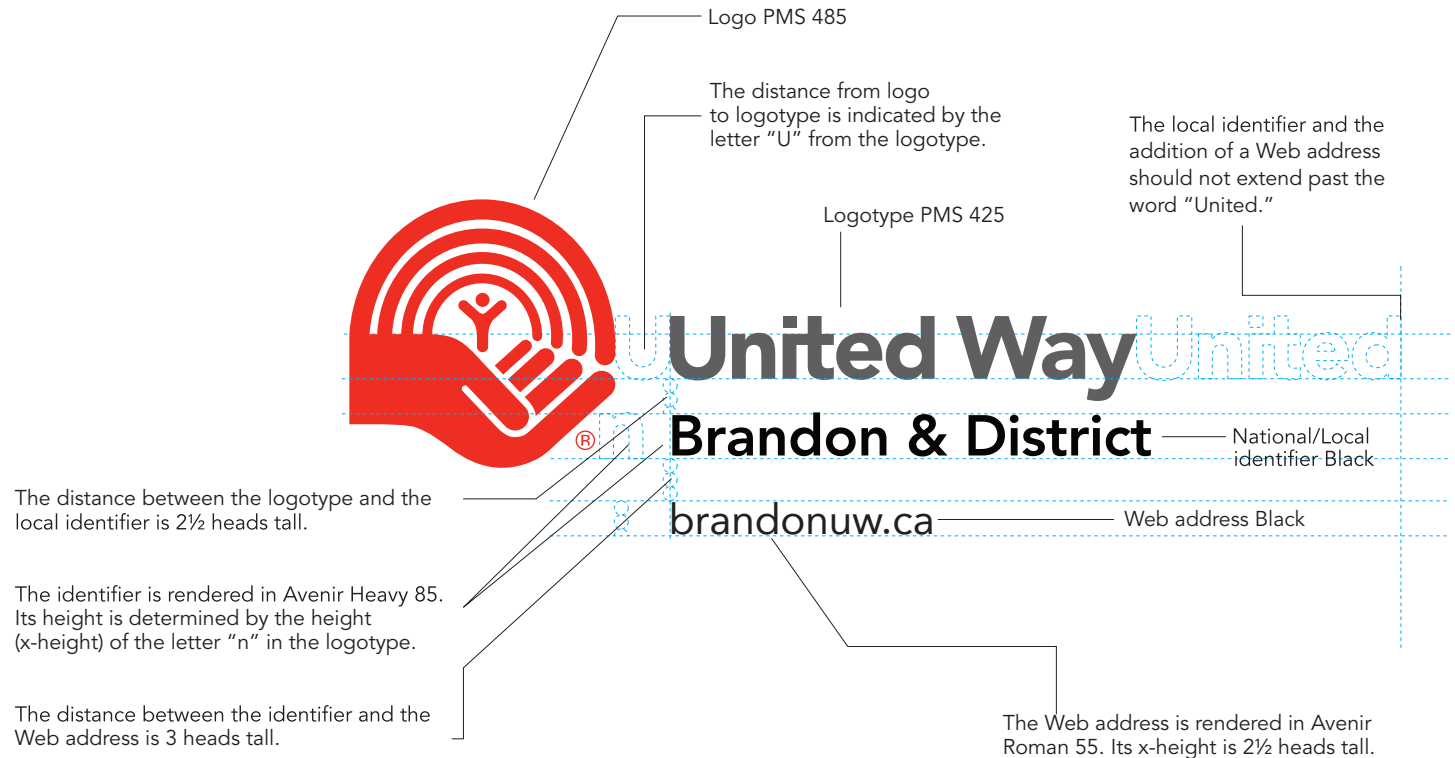 Logo PMS 485
The distance from logo
to logotype is indicated by the
letter “U” from the logotype.
The local identifier and the
addition of a Web address
should not extend past the
word “United.”
Logotype PMS 425
U United Way United
® n Brandon & District
National/Local
identifier Black
brandonuw.ca
Web address Black
The distance between the logotype and the
local identifier is 2½ heads tall.
The identifier is rendered in Avenir Heavy 85.
Its height is determined by the height
(x-height) of the letter “n” in the logotype.
The distance between the identifier and the
Web address is 3 heads tall.
The Web address is rendered in Avenir
Roman 55. Its x-height is 2½ heads tall.